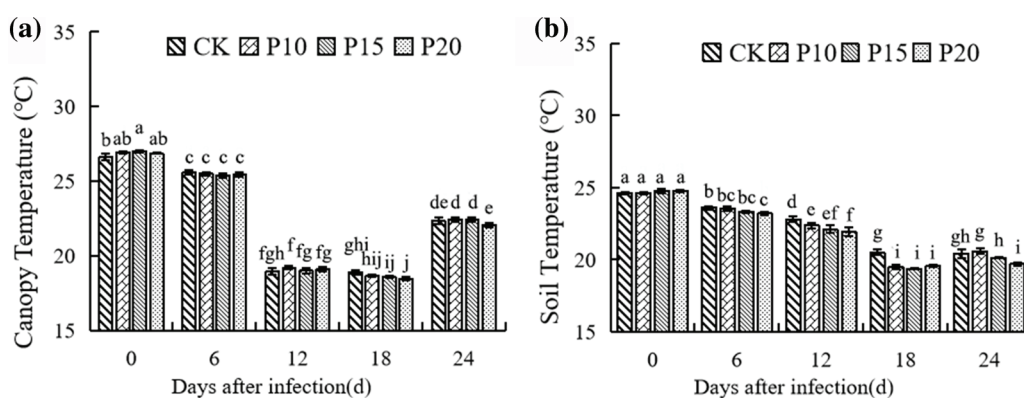 (a)
35
30
25
20
15
Canopy Temperature (°C)
CK P10 P15 P20
b ab a ab
c c c c
fgh f fg fg
ghi hij ij j
de d d e
0 6 12 18 24
Days after infection(d)
(b)
35
30
25
20
15
Soil Temperature (°C)
CK P10 P15 P20
a a a a
b bc bc c
d e ef f
g i i i
gh g h i
0 6 12 18 24
Days after infection(d)